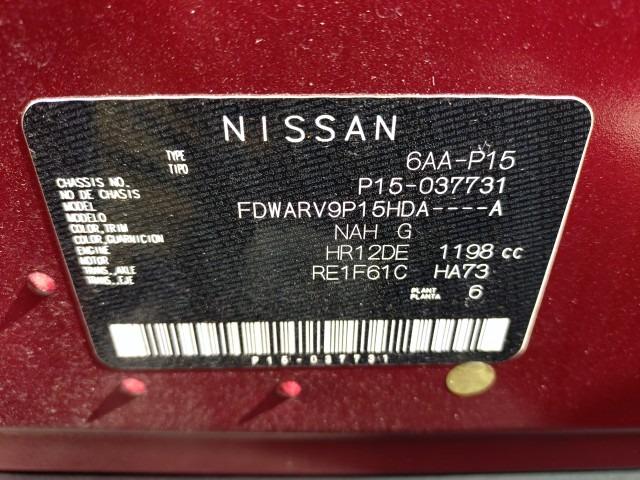 NISSAN
TYPE 6AA-P15
TIPO
CHASSIS NO. P15-037731
NO DE CHASIS
MODEL FDWARV9P15HDA----A
MODELO
COLOR,TRIM NAH G
COLOR,GUARNICION
ENGINE HR12DE 1198 cc
MOTOR
TRANS.,AXLE RE1F61C HA73
TRANS.,EJE
PLANT 6
PLANTA
P15-037731